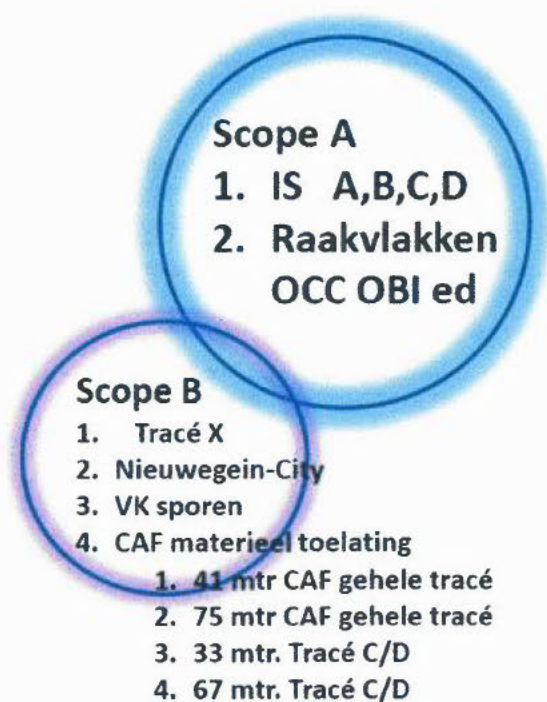 Scope A
1. IS A,B,C,D
2. Raakvlakken
OCC OBI ed
Scope B
1. Tracé X
2. Nieuwegein-City
3. VK sporen
4. CAF materieel toelating
1. 41 mtr CAF gehele tracé
2. 75 mtr CAF gehele tracé
3. 33 mtr. Tracé C/D
4. 67 mtr. Tracé C/D